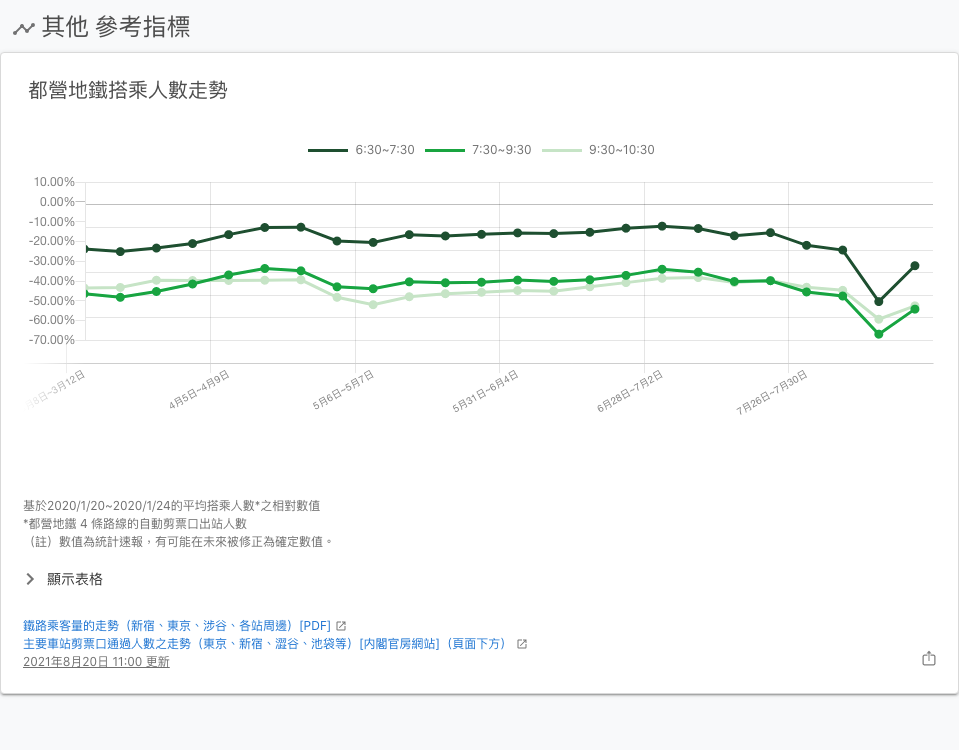 其他 參考指標
都營地鐵搭乘人數走勢
6:30~7:30 7:30~9:30 9:30~10:30
10.00%
0.00%
-10.00%
-20.00%
-30.00%
-40.00%
-50.00%
-60.00%
-70.00%
8日~3月12日 4月5日~4月9日 5月6日~5月7日 5月31日~6月4日 6月28日~7月2日 7月26日~7月30日
基於2020/1/20~2020/1/24的平均搭乘人數*之相對數值
*都營地鐵 4 條路線的自動剪票口出站人數
（註）數值為統計速報，有可能在未來被修正為確定數值。
顯示表格
鐵路乘客量的走勢（新宿、東京、涉谷、各站周邊）[PDF]
主要車站剪票口通過人數之走勢（東京、新宿、澀谷、池袋等）[內閣官房網站]（頁面下方）
2021年8月20日 11:00 更新